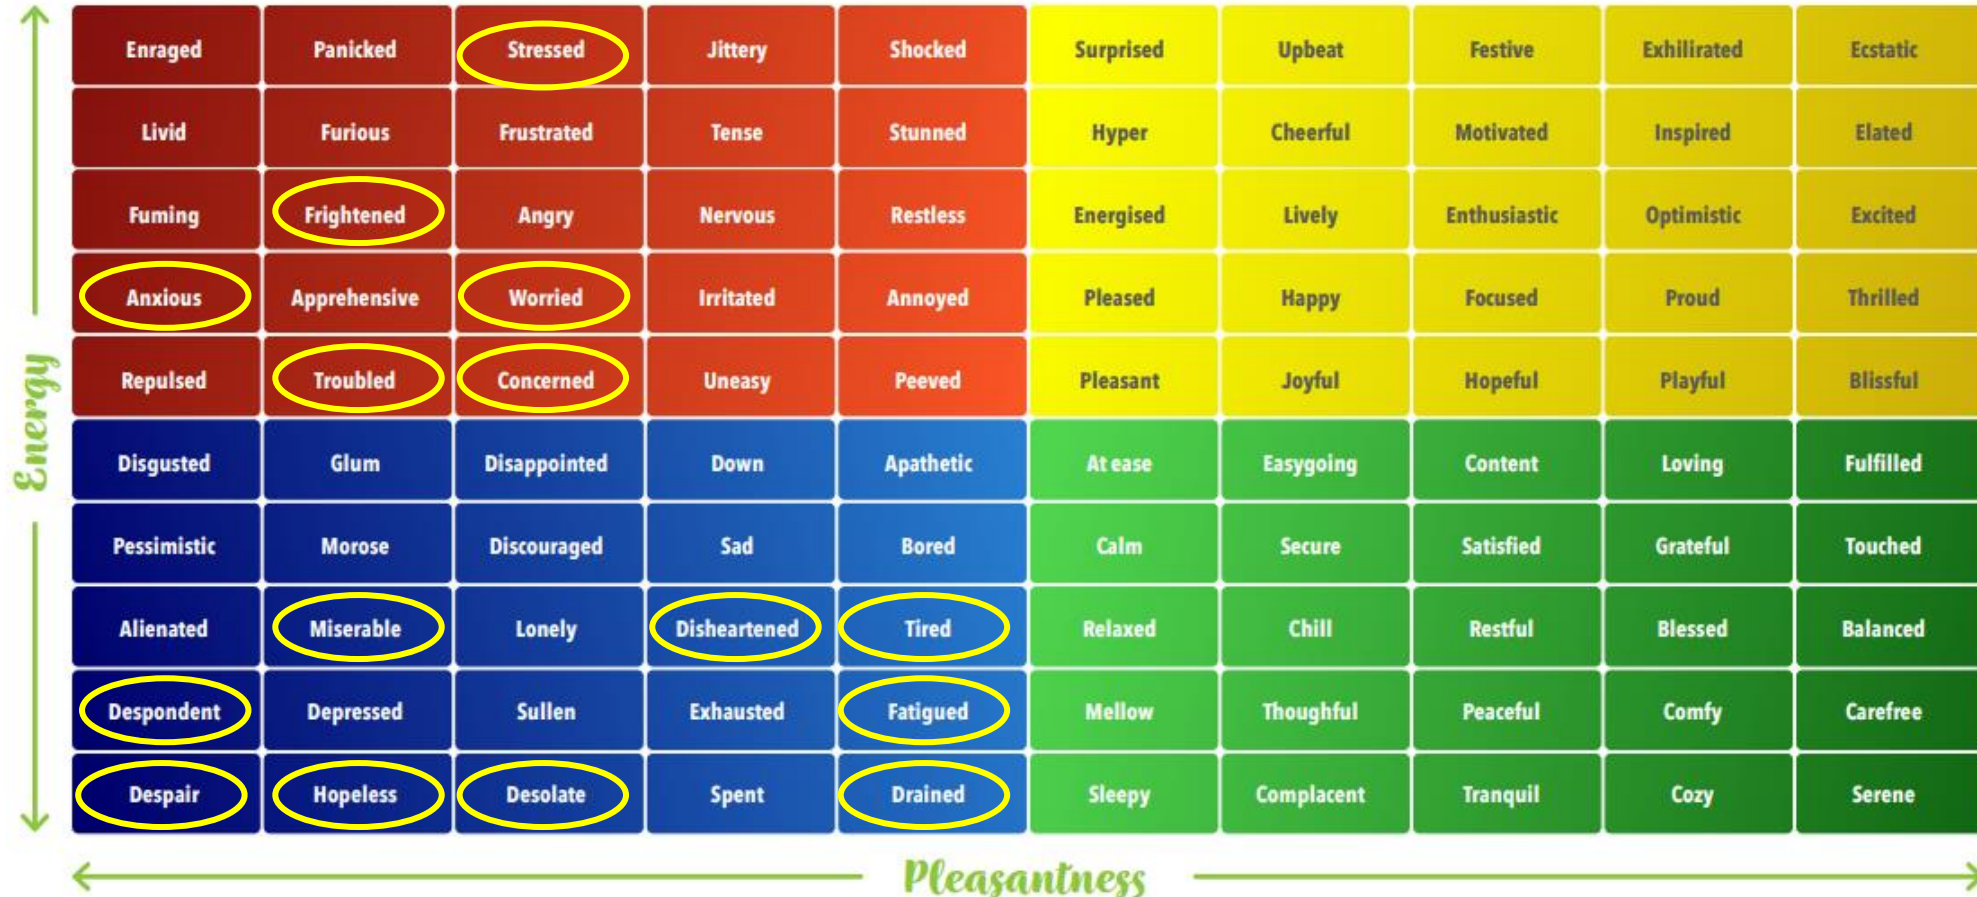 Enraged Panicked Stressed Jittery Shocked Surprised Upbeat Festive Exhilirated Ecstatic
Livid Furious Frustrated Tense Stunned Hyper Cheerful Motivated Inspired Elated
Fuming Frightened Angry Nervous Restless Energised Lively Enthusiastic Optimistic Excited
Anxious Apprehensive Worried Irritated Annoyed Pleased Happy Focused Proud Thrilled
Repulsed Troubled Concerned Uneasy Peeved Pleasant Joyful Hopeful Playful Blissful
Energy
Disgusted Glum Disappointed Down Apathetic At ease Easygoing Content Loving Fulfilled
Pessimistic Morose Discouraged Sad Bored Calm Secure Satisfied Grateful Touched
Alienated Miserable Lonely Disheartened Tired Relaxed Chill Restful Blessed Balanced
Despondent Depressed Sullen Exhausted Fatigued Mellow Thoughful Peaceful Comfy Carefree
Despair Hopeless Desolate Spent Drained Sleepy Complacent Tranquil Cozy Serene
Pleasantness